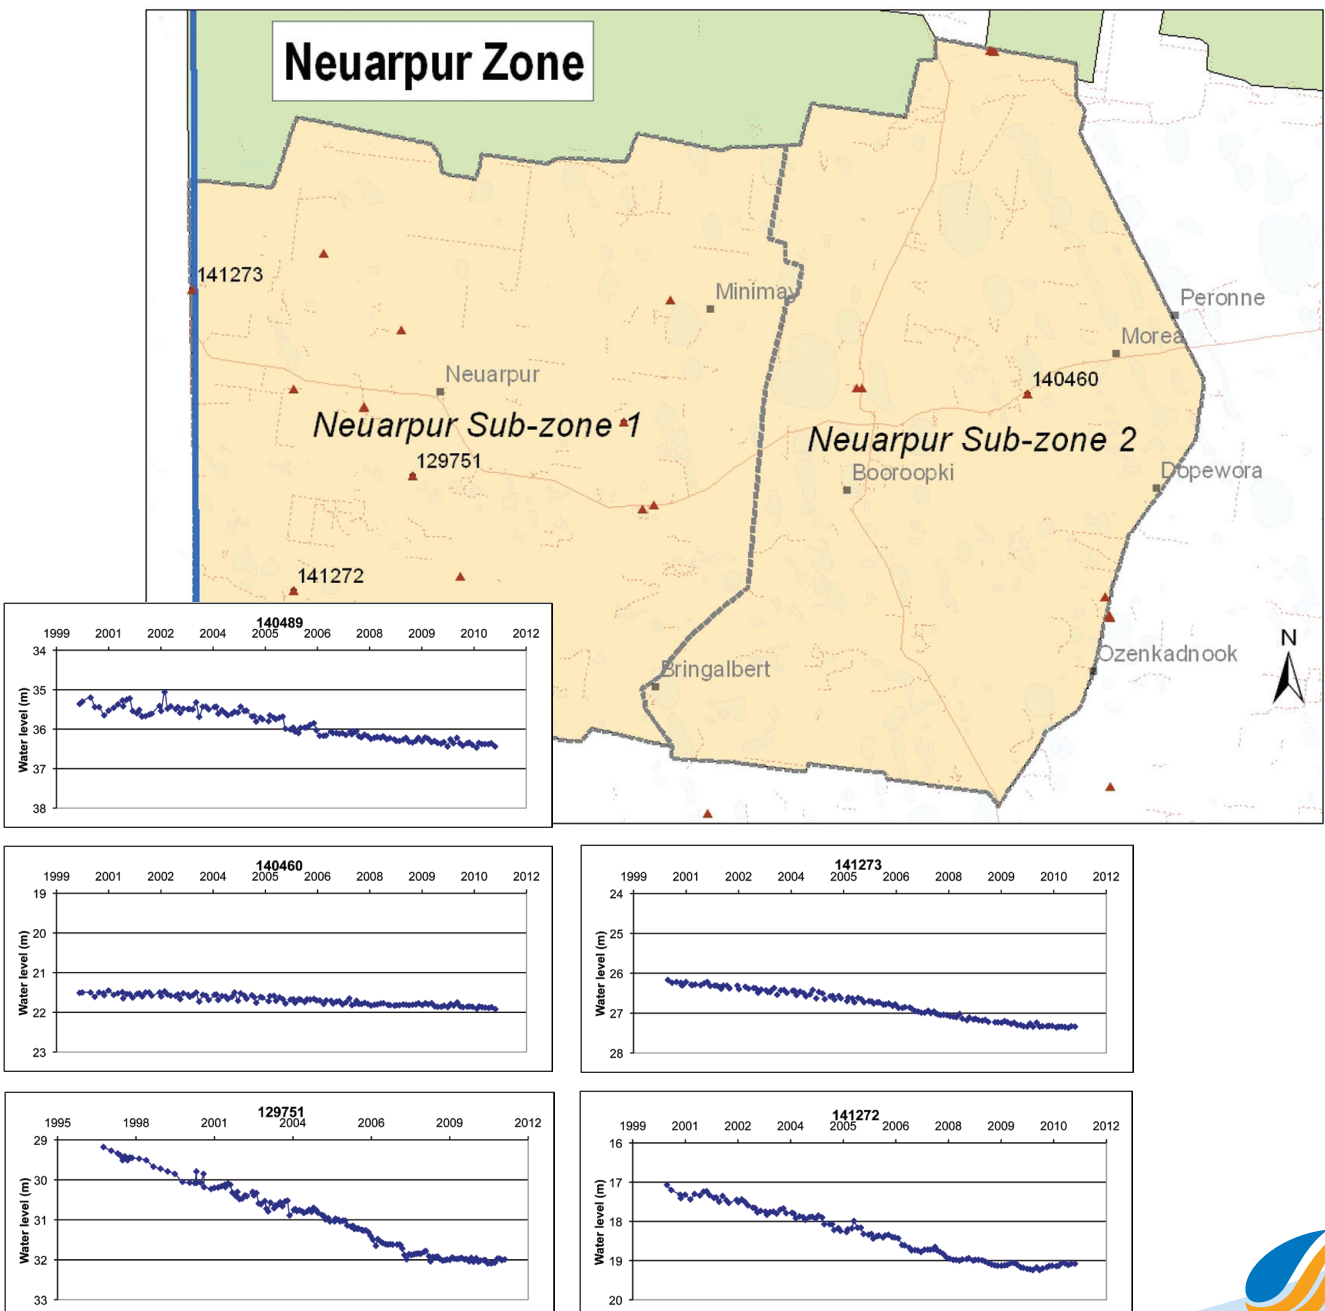 Neuarpur Zone
141273
Minimay
Peronne
Morea
Neuarpur
140460
Neuarpur Sub-zone 1
Neuarpur Sub-zone 2
129751
Booroopki
Dopewora
141272
N
Ozenkadnook
Bringalbert
140489
1999 2001 2002 2004 2005 2006 2008 2009 2010 2012
34
35
36
37
38
Water level (m)
140460
1999 2001 2002 2004 2005 2006 2008 2009 2010 2012
19
20
21
22
23
Water level (m)
141273
1999 2001 2002 2004 2005 2006 2008 2009 2010 2012
24
25
26
27
28
Water level (m)
129751
1995 1998 2001 2004 2006 2009 2012
29
30
31
32
33
Water level (m)
141272
1999 2001 2002 2004 2005 2006 2008 2009 2010 2012
16
17
18
19
20
Water level (m)